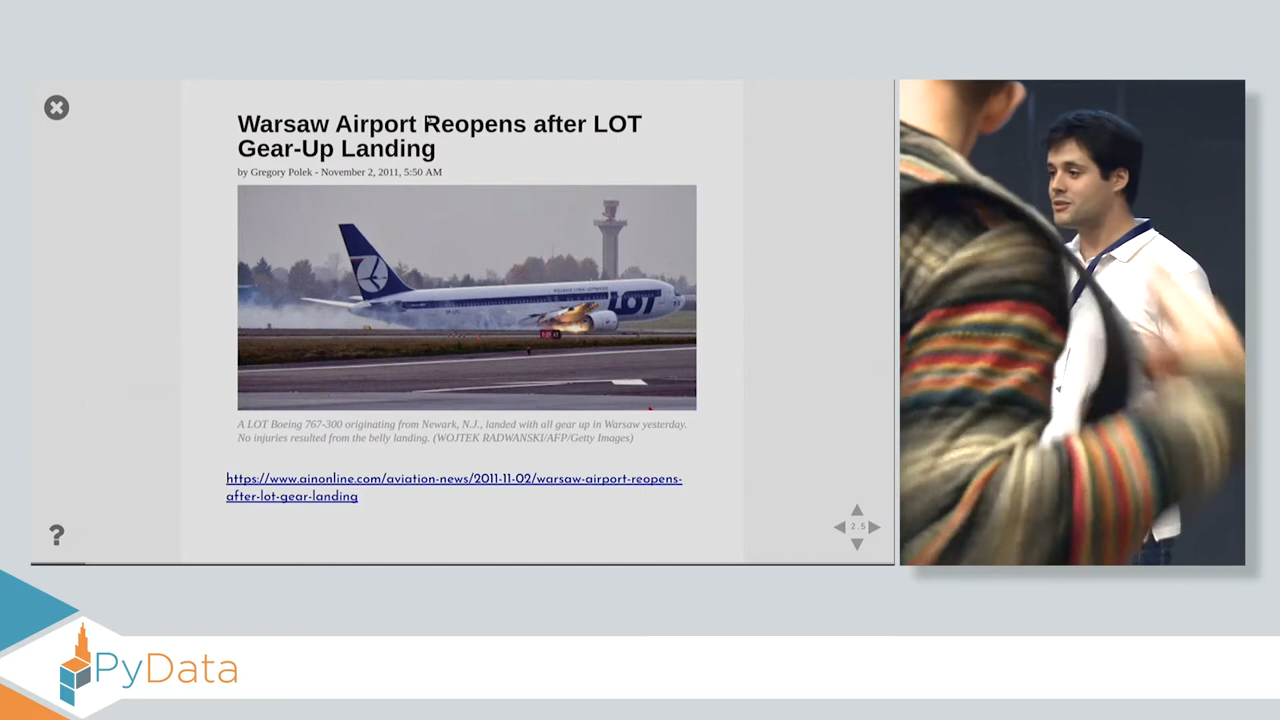 Warsaw Airport Reopens after LOT
Gear-Up Landing
by Gregory Polek - November 2, 2011, 5:50 AM
LOT
A LOT Boeing 767-300 originating from Newark, N.J., landed with all gear up in Warsaw yesterday.
No injuries resulted from the belly landing. (WOJTEK RADWANSKI/AFP/Getty Images)
https://www.ainonline.com/aviation-news/2011-11-02/warsaw-airport-reopens-
after-lot-gear-landing
?
2.5
PyData